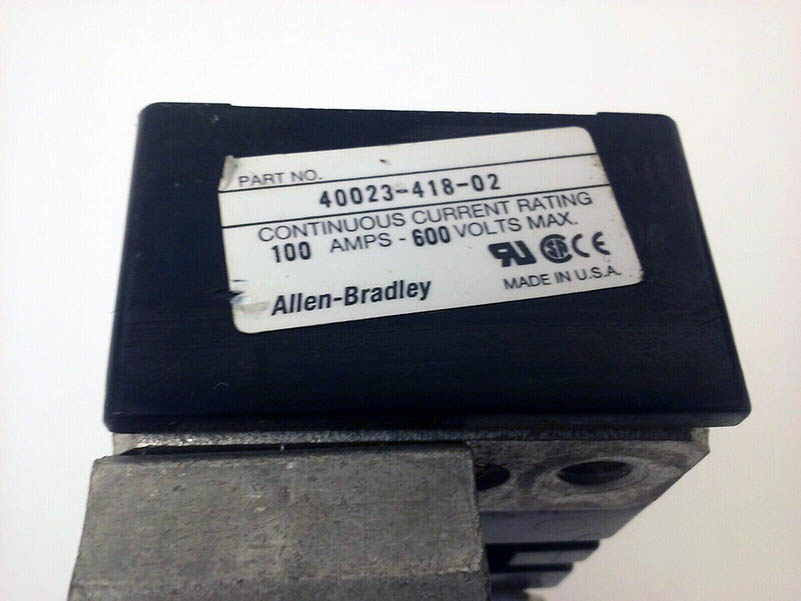 PART NO.
40023-418-02
CONTINUOUS CURRENT RATING
100 AMPS - 600 VOLTS MAX.
Allen-Bradley
MADE IN U.S.A.